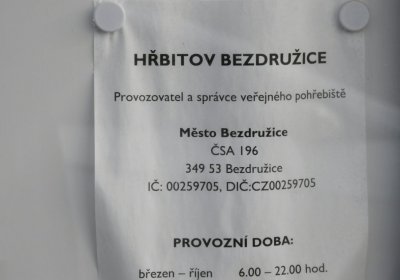 HŘBITOV BEZDRUŽICE
Provozovatel a správce veřejného pohřebiště
Město Bezdružice
ČSA 196
349 53 Bezdružice
IČ: 00259705, DIČ:CZ00259705
PROVOZNÍ DOBA:
březen – říjen 6.00 – 22.00 hod.